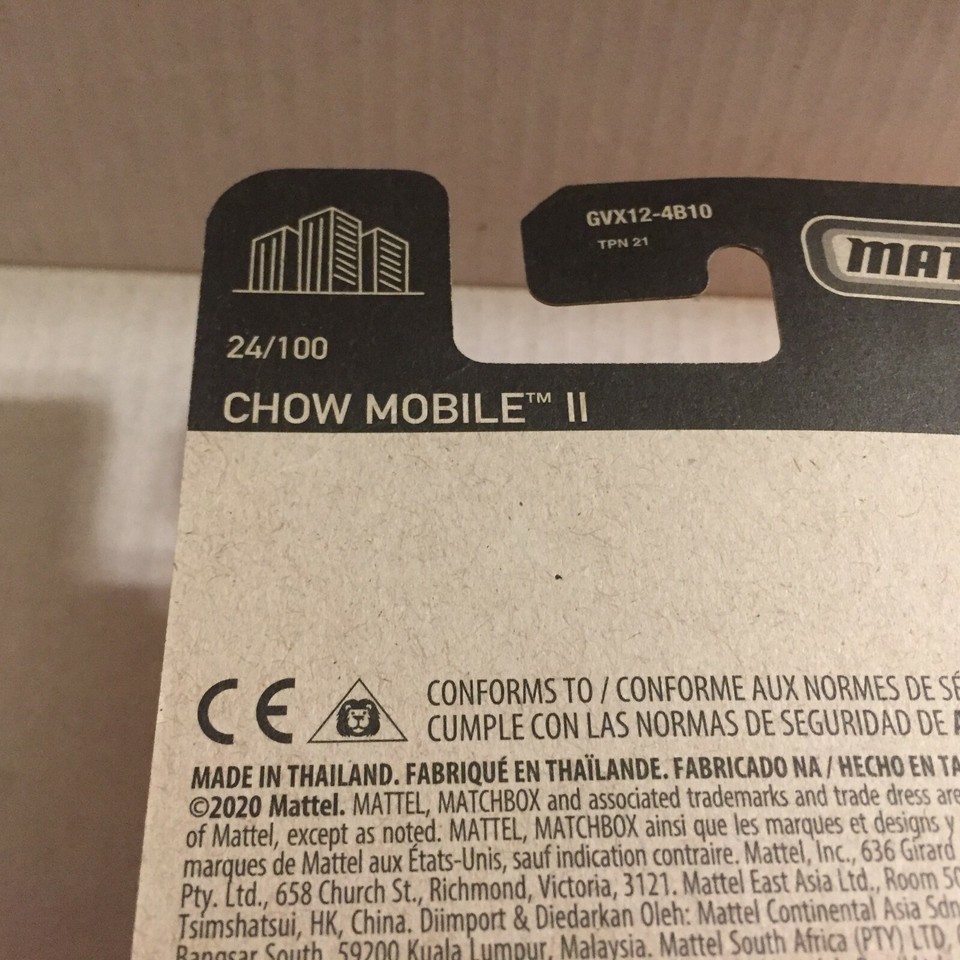 GVX12-4B10
TPN 21
MAT
24/100
CHOW MOBILE™ II
CE
CONFORMS TO / CONFORME AUX NORMES DE SÉ
CUMPLE CON LAS NORMAS DE SEGURIDAD DE
MADE IN THAILAND. FABRIQUÉ EN THAÏLANDE. FABRICADO NA / HECHO EN TA
©2020 Mattel. MATTEL, MATCHBOX and associated trademarks and trade dress are
of Mattel, except as noted. MATTEL, MATCHBOX ainsi que les marques et designs y
marques de Mattel aux États-Unis, sauf indication contraire. Mattel, Inc., 636 Girard
Pty. Ltd., 658 Church St., Richmond, Victoria, 3121. Mattel East Asia Ltd., Room 50
Tsimshatsui, HK, China. Diimport & Diedarkan Oleh: Mattel Continental Asia Sdn
Bangsar South, 59200 Kuala Lumpur, Malaysia. Mattel South Africa (PTY) LTD,